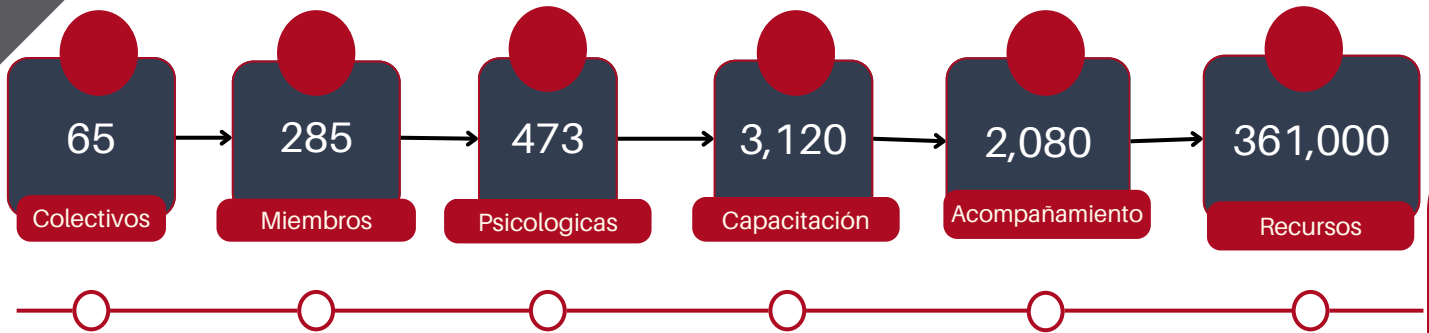 65
285
473
3,120
2,080
361,000
Colectivos
Miembros
Psicologicas
Capacitación
Acompañamiento
Recursos